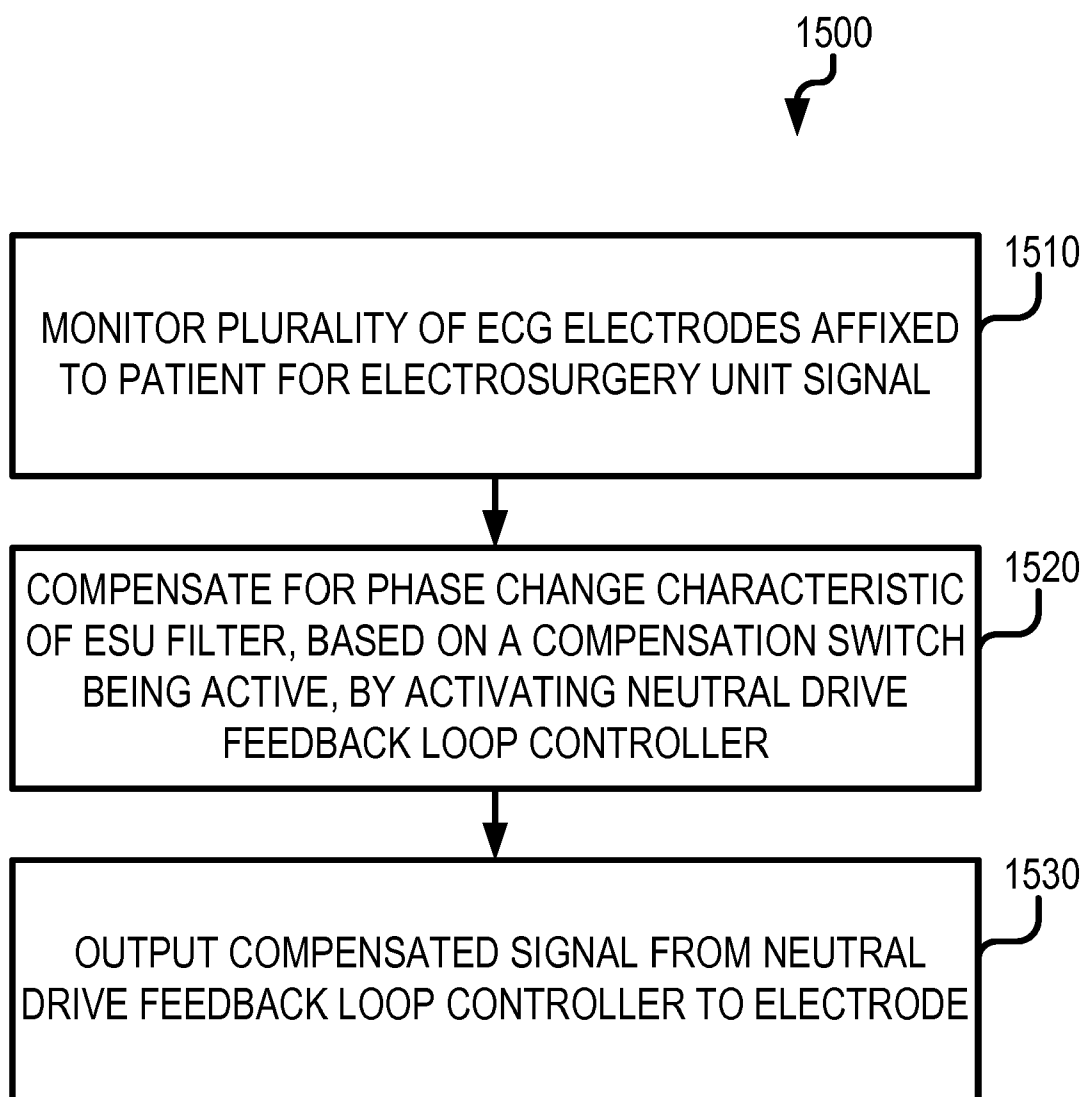 1500
1510
MONITOR PLURALITY OF ECG ELECTRODES AFFIXED
TO PATIENT FOR ELECTROSURGERY UNIT SIGNAL
1520
COMPENSATE FOR PHASE CHANGE CHARACTERISTIC
OF ESU FILTER, BASED ON A COMPENSATION SWITCH
BEING ACTIVE, BY ACTIVATING NEUTRAL DRIVE
FEEDBACK LOOP CONTROLLER
1530
OUTPUT COMPENSATED SIGNAL FROM NEUTRAL
DRIVE FEEDBACK LOOP CONTROLLER TO ELECTRODE